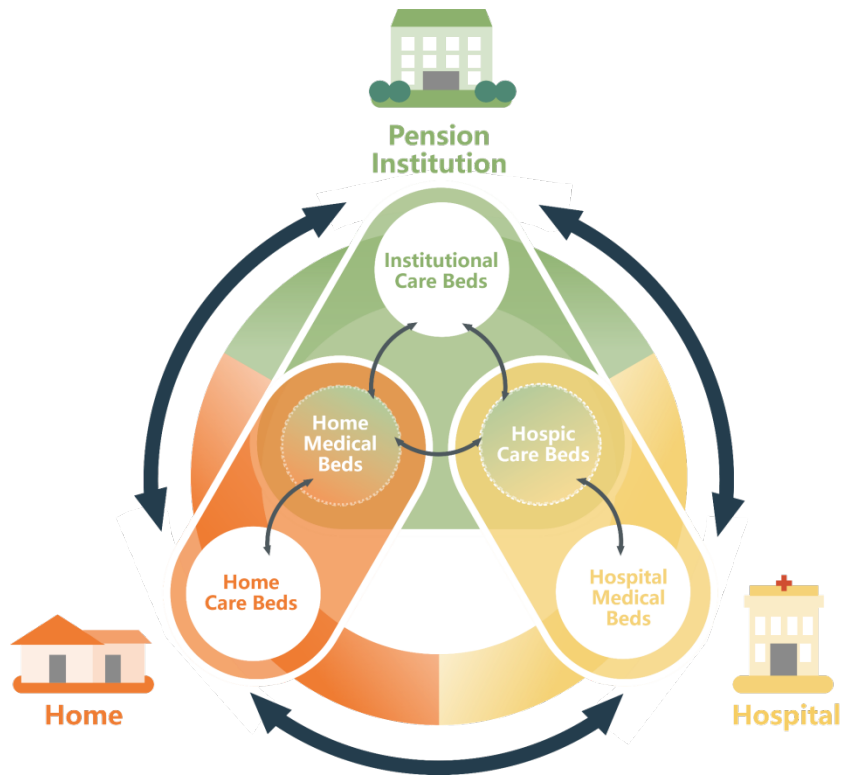 Pension
Institution
Institutional
Care Beds
Home
Medical
Beds
Hospic
Care Beds
Home
Care Beds
Hospital
Medical
Beds
Home
Hospital